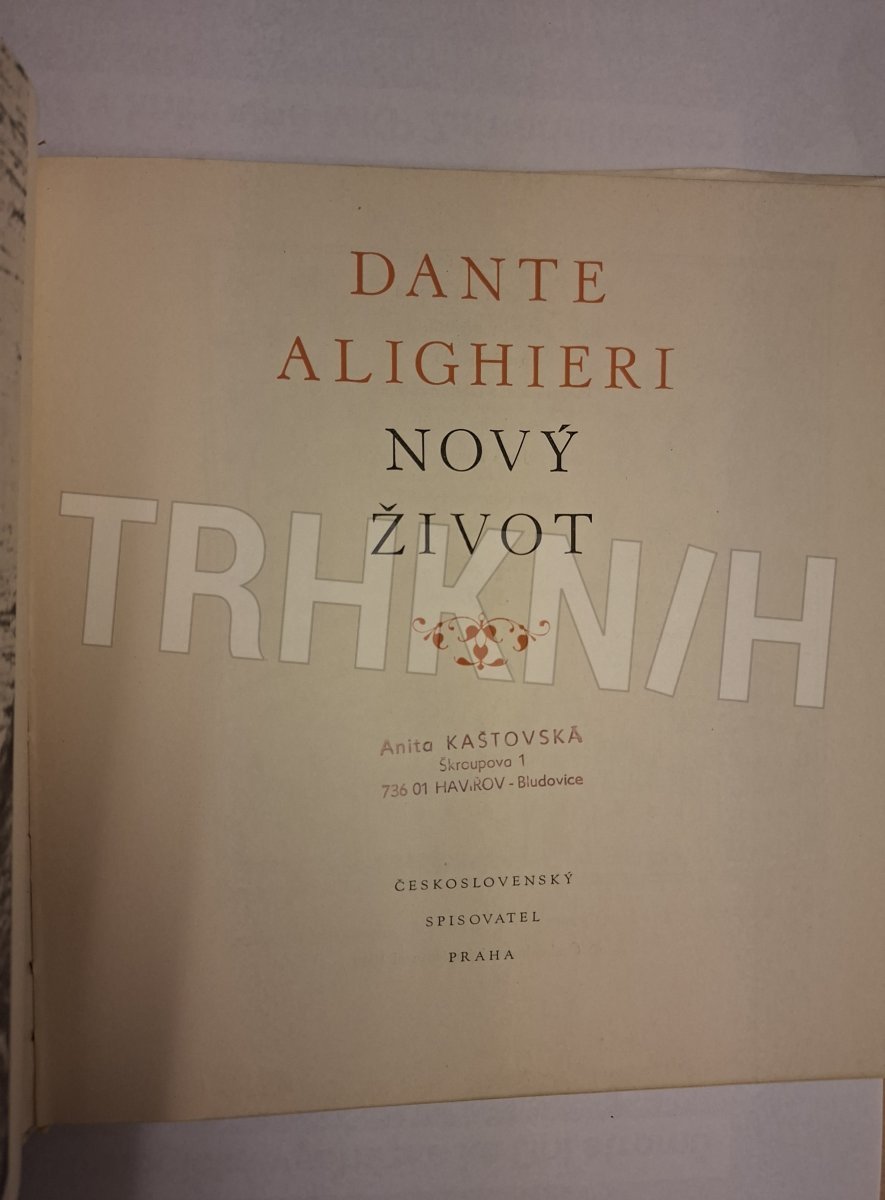 DANTE
ALIGHIERI
NOVÝ
ŽIVOT
TRHKNIH
Anita KAŠTOVSKÁ
Škroupova 1
736 01 HAVÍŘOV - Bludovice
ČESKOSLOVENSKÝ
SPISOVATEL
PRAHA